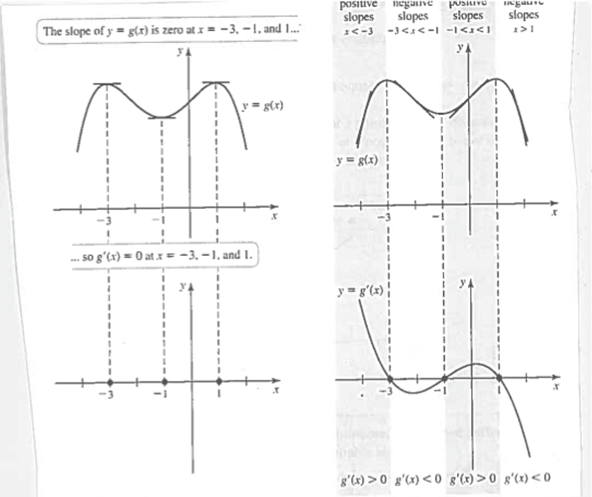 The slope of y = g(x) is zero at x = −3, −1, and 1...
y
y = g(x)
−3
−1
x
... so g′(x) = 0 at x = −3, −1, and 1.
y
−3
−1
1
x
positive negative positive negative
slopes slopes slopes slopes
x<−3 −3<x<−1 −1<x<1 x>1
y
y = g(x)
−3
−1
x
y = g′(x)
y
−3
−1
1
x
g′(x) > 0 g′(x) < 0 g′(x) > 0 g′(x) < 0